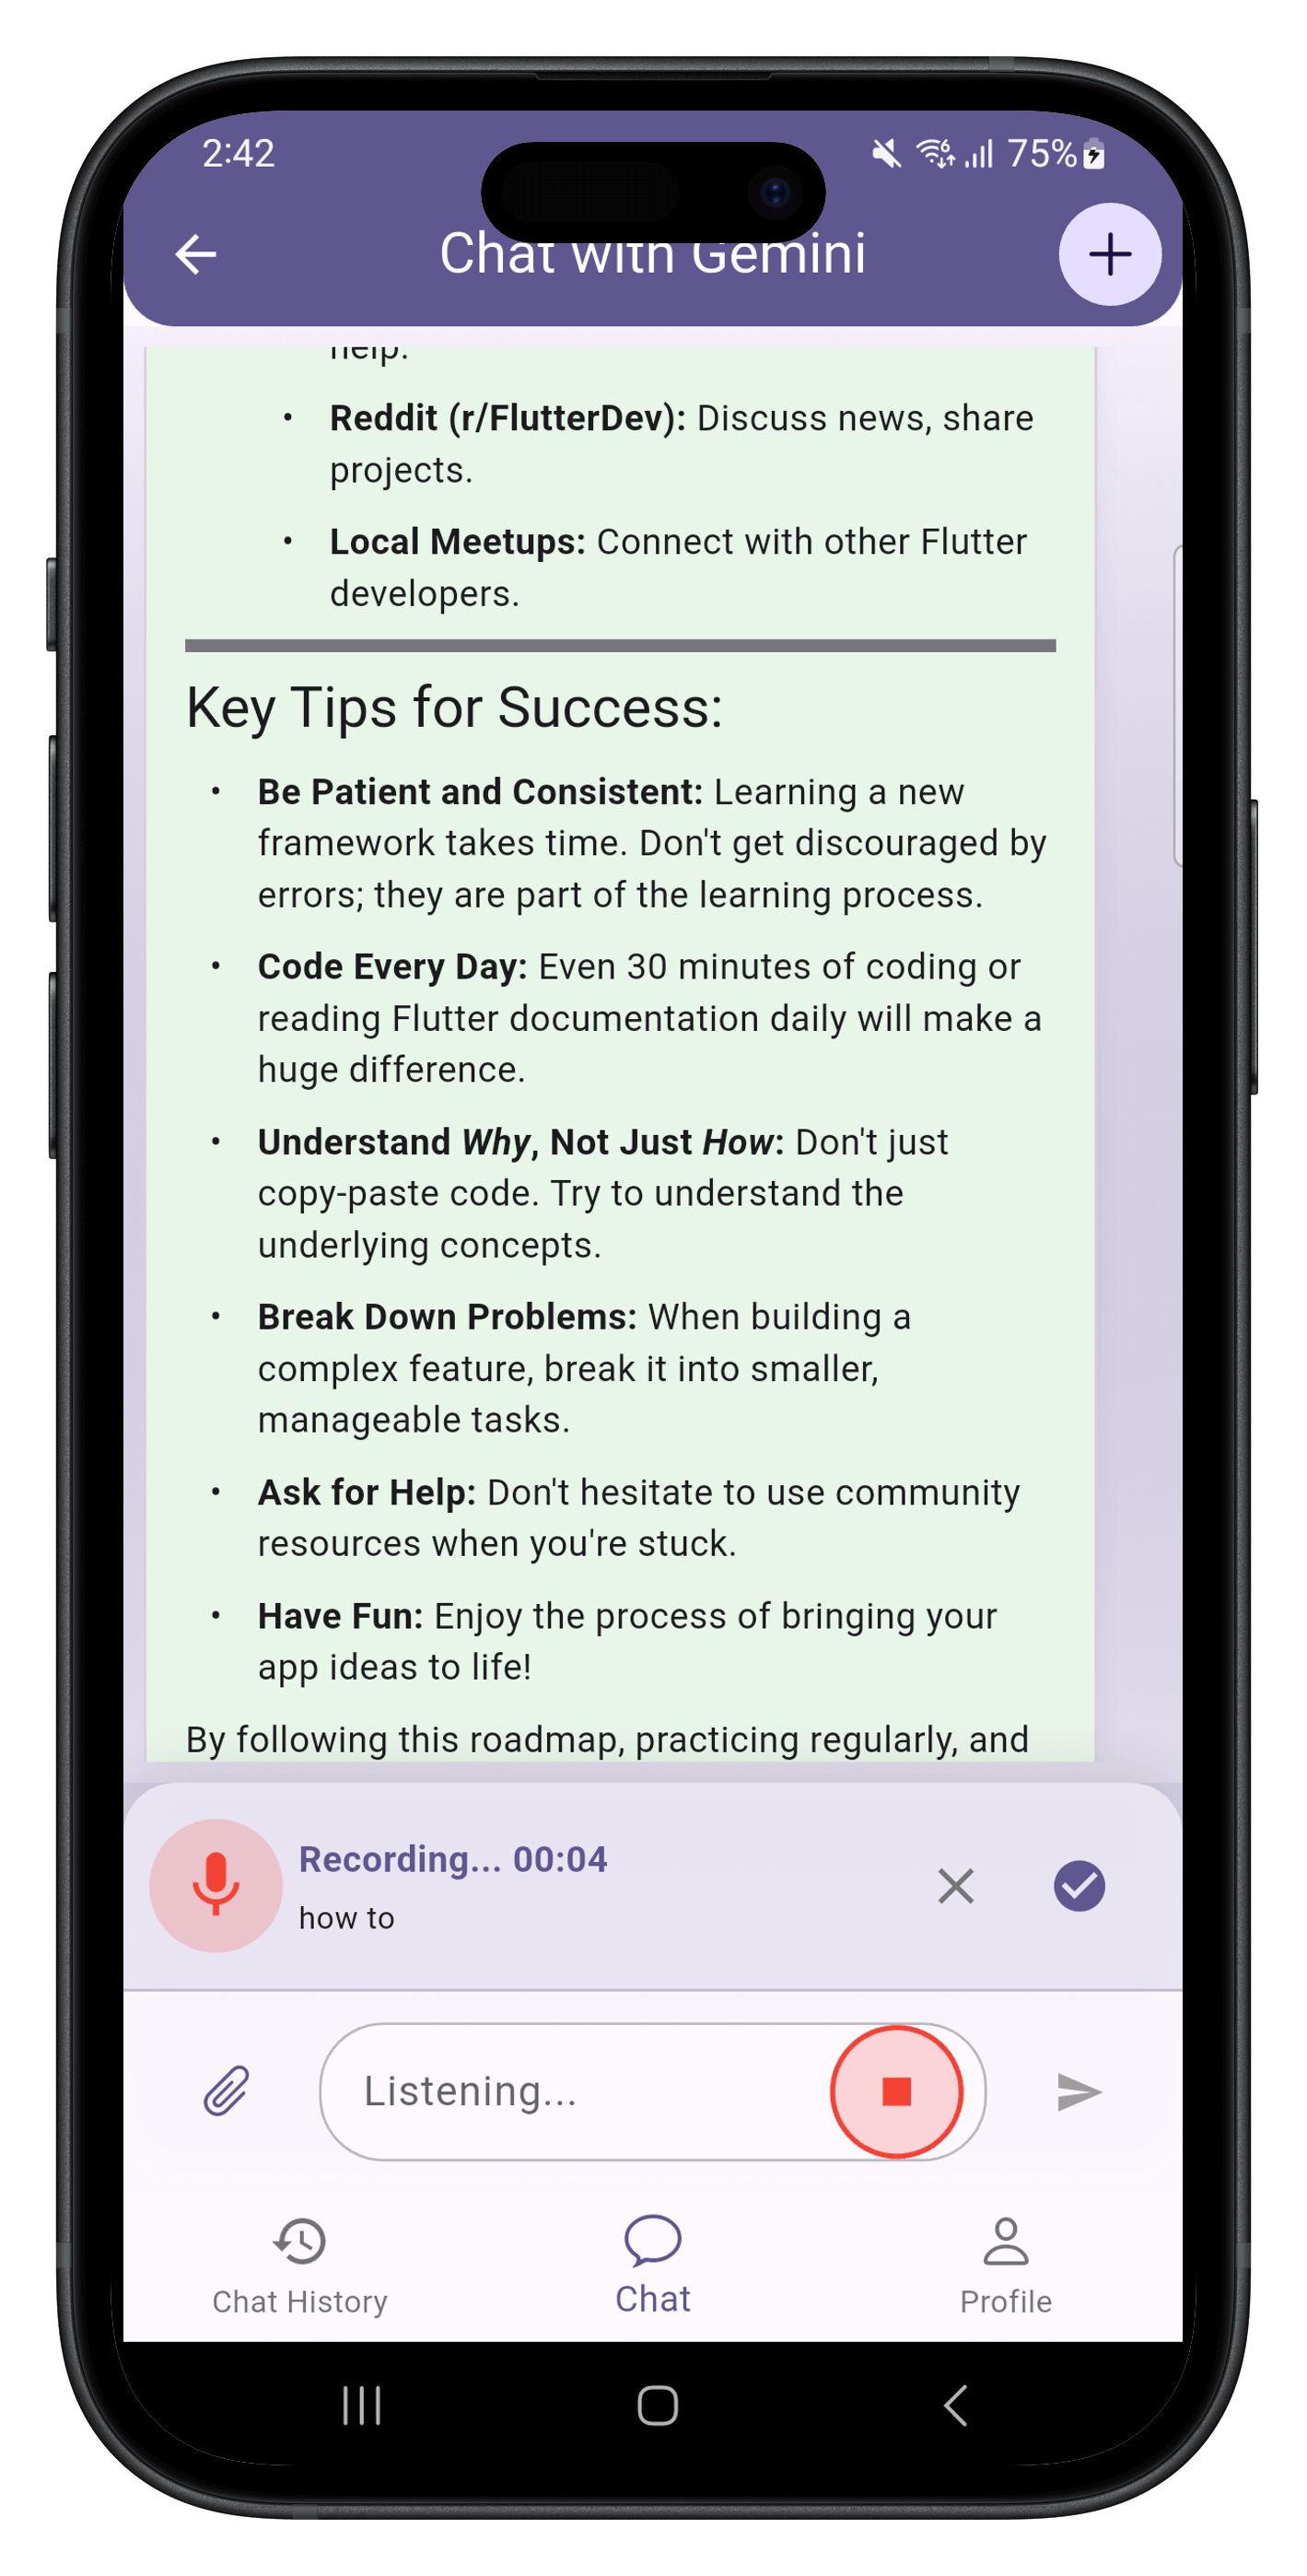 2:42
6
75%
Chat with Gemini
help.
• Reddit (r/FlutterDev): Discuss news, share
projects.
• Local Meetups: Connect with other Flutter
developers.
Key Tips for Success:
• Be Patient and Consistent: Learning a new
framework takes time. Don't get discouraged by
errors; they are part of the learning process.
• Code Every Day: Even 30 minutes of coding or
reading Flutter documentation daily will make a
huge difference.
• Understand Why, Not Just How: Don't just
copy-paste code. Try to understand the
underlying concepts.
• Break Down Problems: When building a
complex feature, break it into smaller,
manageable tasks.
• Ask for Help: Don't hesitate to use community
resources when you're stuck.
• Have Fun: Enjoy the process of bringing your
app ideas to life!
By following this roadmap, practicing regularly, and
Recording... 00:04
how to
Listening...
Chat History
Chat
Profile